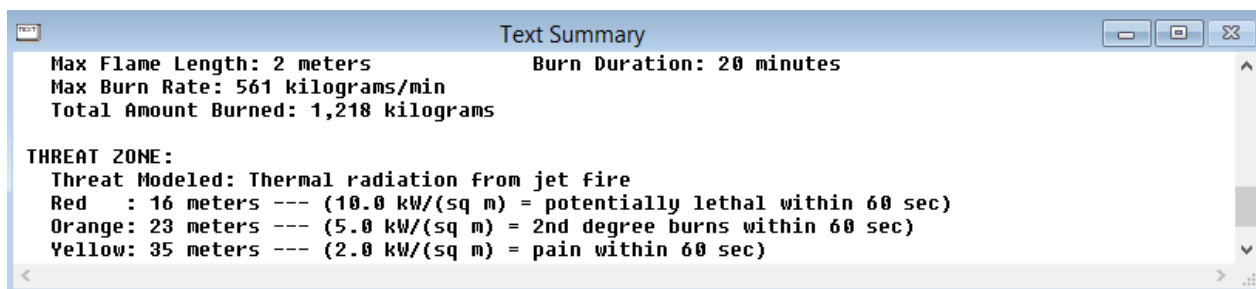 TEXT
Text Summary
Max Flame Length: 2 meters Burn Duration: 20 minutes
Max Burn Rate: 561 kilograms/min
Total Amount Burned: 1,218 kilograms
THREAT ZONE:
Threat Modeled: Thermal radiation from jet fire
Red : 16 meters --- (10.0 kW/(sq m) = potentially lethal within 60 sec)
Orange: 23 meters --- (5.0 kW/(sq m) = 2nd degree burns within 60 sec)
Yellow: 35 meters --- (2.0 kW/(sq m) = pain within 60 sec)